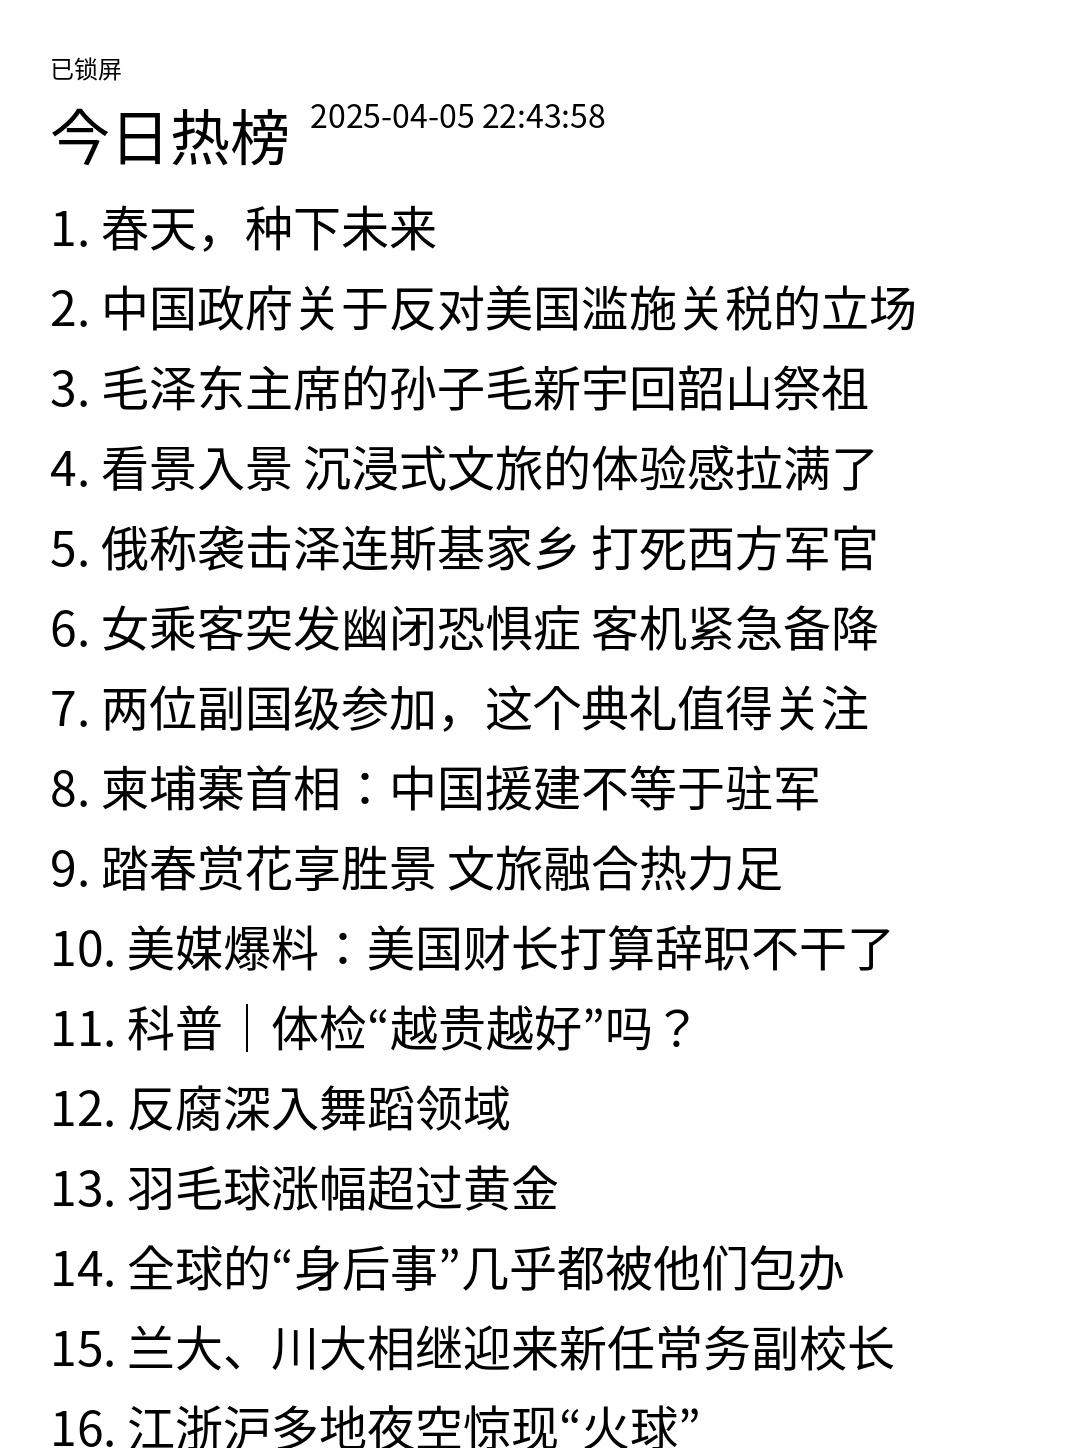 已锁屏
今日热榜 2025-04-05 22:43:58
1. 春天，种下未来
2. 中国政府关于反对美国滥施关税的立场
3. 毛泽东主席的孙子毛新宇回韶山祭祖
4. 看景入景 沉浸式文旅的体验感拉满了
5. 俄称袭击泽连斯基家乡 打死西方军官
6. 女乘客突发幽闭恐惧症 客机紧急备降
7. 两位副国级参加，这个典礼值得关注
8. 柬埔寨首相：中国援建不等于驻军
9. 踏春赏花享胜景 文旅融合热力足
10. 美媒爆料：美国财长打算辞职不干了
11. 科普｜体检“越贵越好”吗？
12. 反腐深入舞蹈领域
13. 羽毛球涨幅超过黄金
14. 全球的“身后事”几乎都被他们包办
15. 兰大、川大相继迎来新任常务副校长
16. 江浙沪多地夜空惊现“火球”